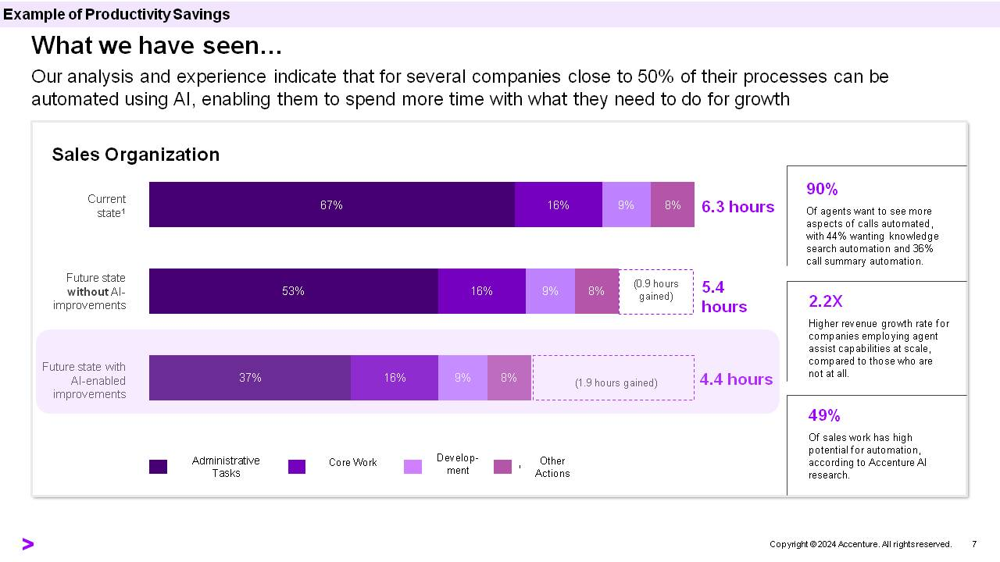 Example of Productivity Savings
What we have seen…
Our analysis and experience indicate that for several companies close to 50% of their processes can be
automated using AI, enabling them to spend more time with what they need to do for growth
Sales Organization
Current
state¹
67%
16%
9%
8%
6.3 hours
Future state
without AI-
improvements
53%
16%
9%
8%
(0.9 hours
gained)
5.4
hours
Future state with
AI-enabled
improvements
37%
16%
9%
8%
(1.9 hours gained)
4.4 hours
Administrative
Tasks
Core Work
Develop-
ment
Other
Actions
90%
Of agents want to see more
aspects of calls automated,
with 44% wanting knowledge
search automation and 36%
call summary automation.
2.2X
Higher revenue growth rate for
companies employing agent
assist capabilities at scale,
compared to those who are
not at all.
49%
Of sales work has high
potential for automation,
according to Accenture AI
research.
>
Copyright © 2024 Accenture. All rights reserved.
7